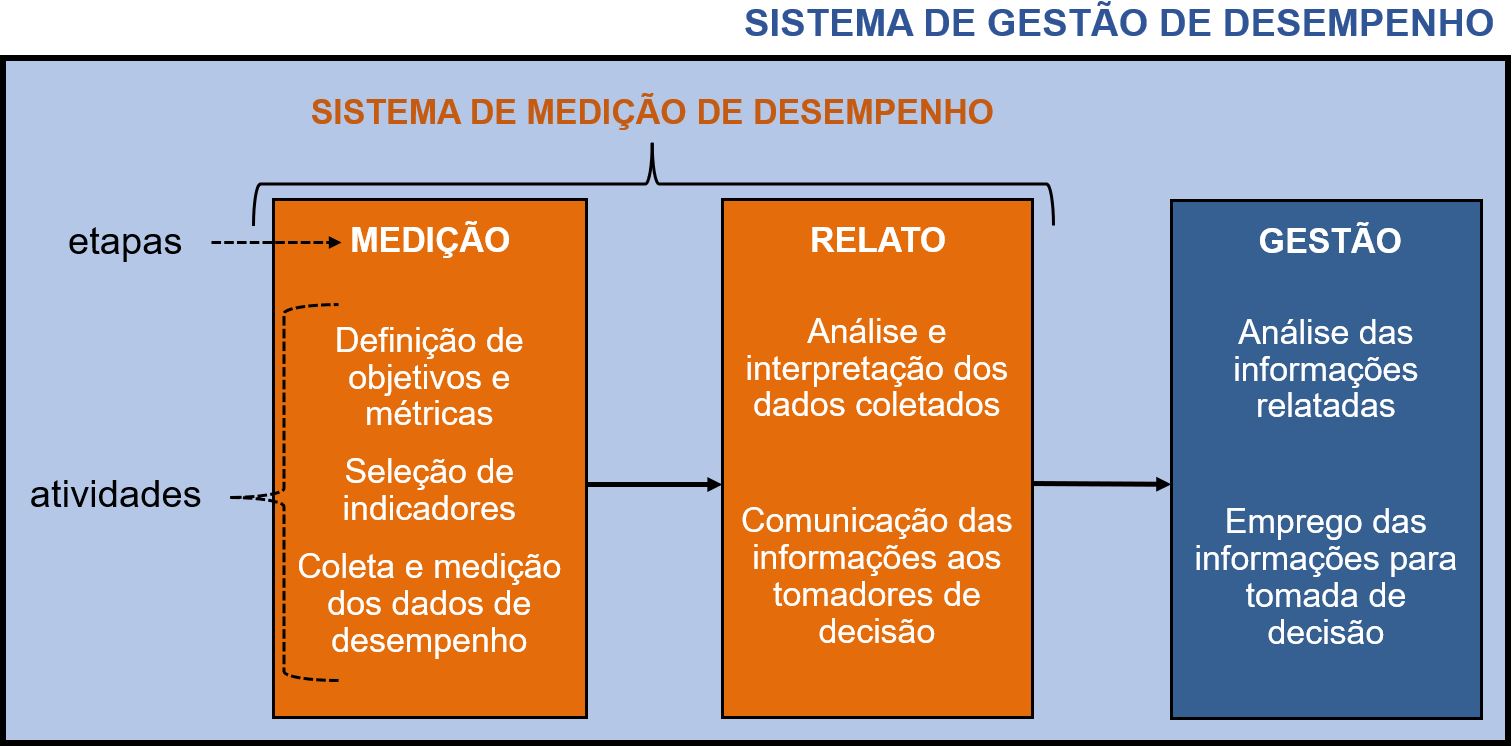 SISTEMA DE GESTÃO DE DESEMPENHO
SISTEMA DE MEDIÇÃO DE DESEMPENHO
etapas
MEDIÇÃO
Definição de
objetivos e
métricas
Seleção de
indicadores
Coleta e medição
dos dados de
desempenho
atividades
RELATO
Análise e
interpretação dos
dados coletados
Comunicação das
informações aos
tomadores de
decisão
GESTÃO
Análise das
informações
relatadas
Emprego das
informações para
tomada de
decisão